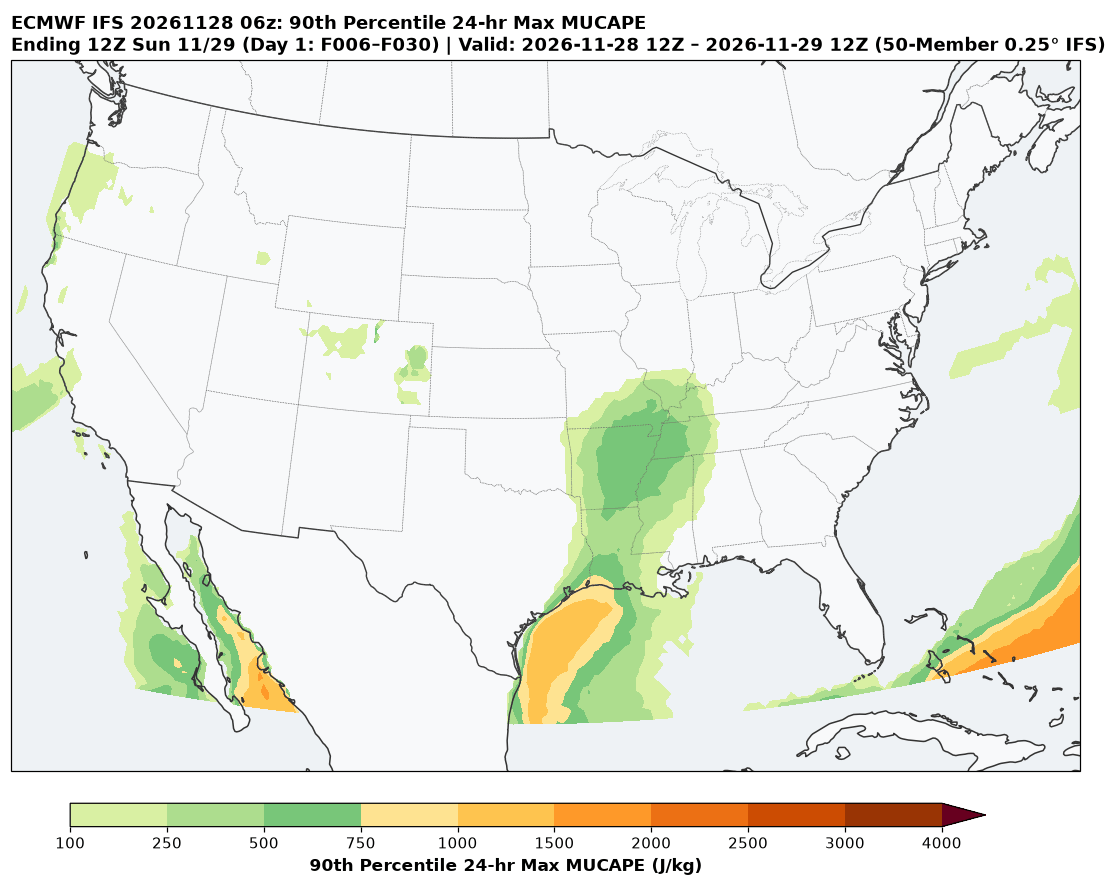 ECMWF IFS 20261128 06z: 90th Percentile 24-hr Max MUCAPE
Ending 12Z Sun 11/29 (Day 1: F006–F030) | Valid: 2026-11-28 12Z – 2026-11-29 12Z (50-Member 0.25° IFS)
100 250 500 750 1000 1500 2000 2500 3000 4000
90th Percentile 24-hr Max MUCAPE (J/kg)